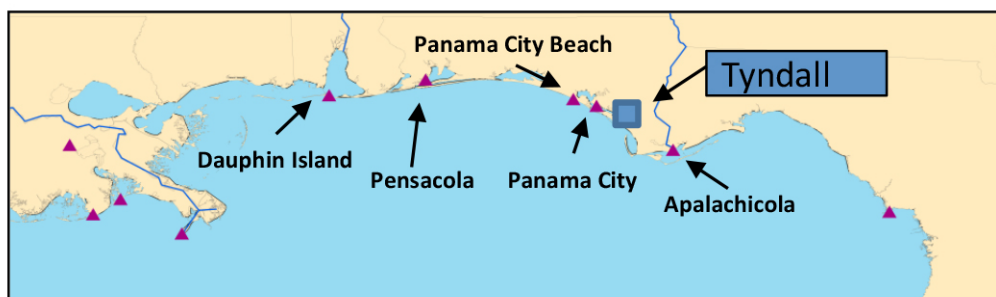 Panama City Beach
Tyndall
Dauphin Island
Pensacola
Panama City
Apalachicola